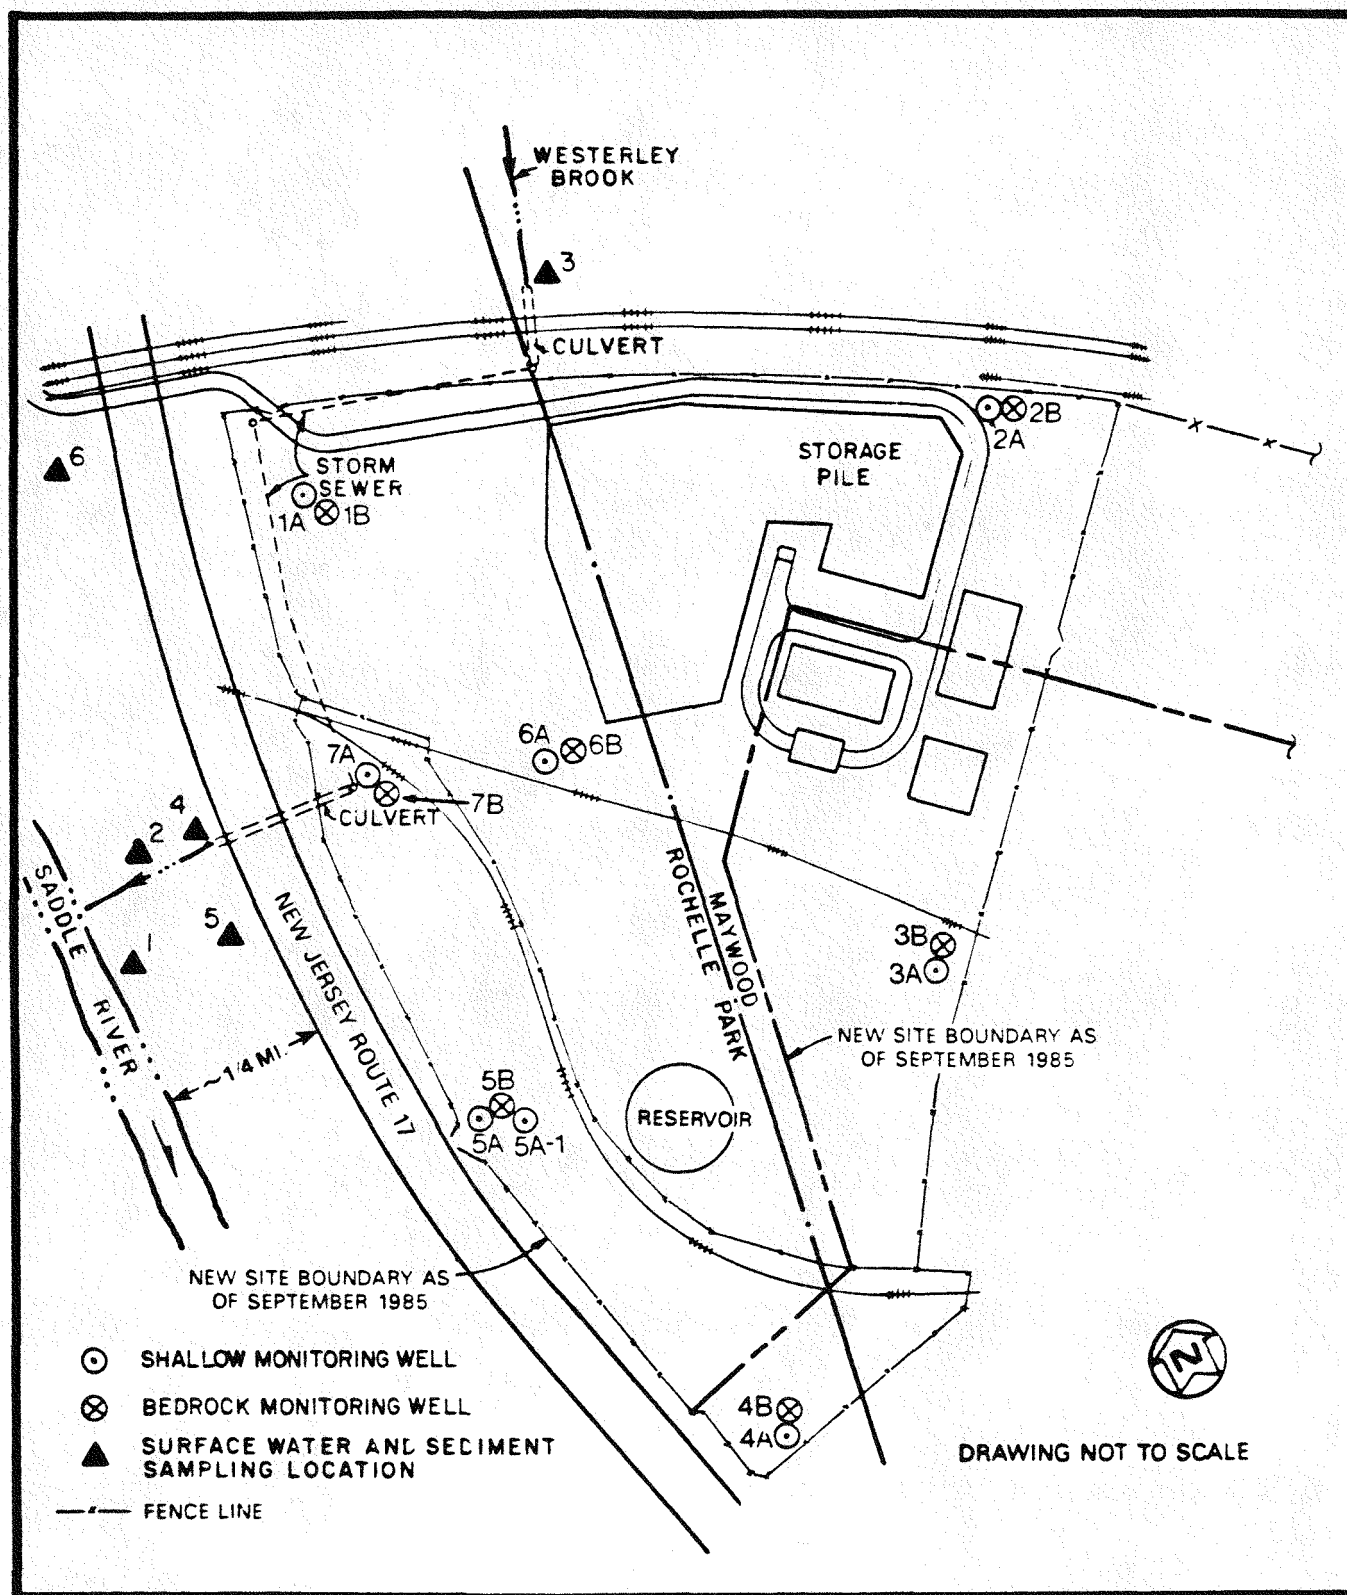 WESTERLEY
BROOK
3
CULVERT
6
STORM
SEWER
1A
1B
STORAGE
PILE
2B
2A
6A
6B
7A
7B
CULVERT
4
2
5
1
SADDLE
RIVER
~1/4 MI.
NEW JERSEY ROUTE 17
MAYWOOD
ROCHELLE PARK
3B
3A
NEW SITE BOUNDARY AS
OF SEPTEMBER 1985
5B
5A
5A-1
RESERVOIR
NEW SITE BOUNDARY AS
OF SEPTEMBER 1985
4B
4A
N
SHALLOW MONITORING WELL
BEDROCK MONITORING WELL
SURFACE WATER AND SEDIMENT
SAMPLING LOCATION
FENCE LINE
DRAWING NOT TO SCALE